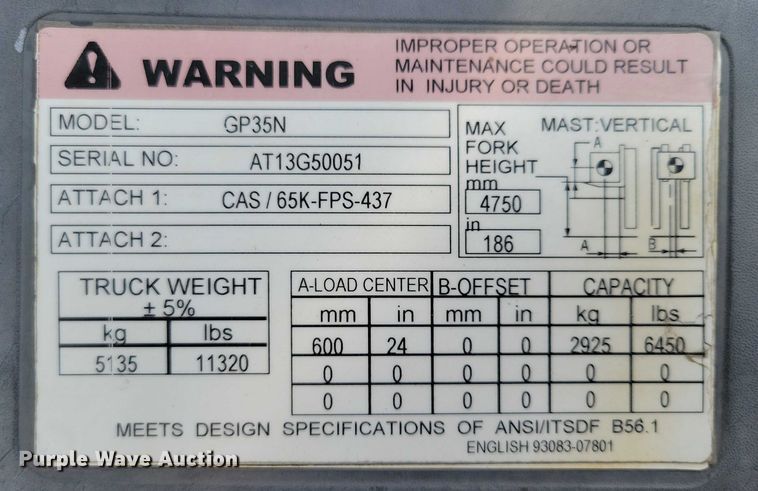 WARNING
IMPROPER OPERATION OR
MAINTENANCE COULD RESULT
IN INJURY OR DEATH
MODEL: GP35N
SERIAL NO: AT13G50051
ATTACH 1: CAS / 65K-FPS-437
ATTACH 2:
MAX
FORK
HEIGHT
mm
4750
in
186
MAST:VERTICAL
A
A B
TRUCK WEIGHT
± 5%
kg lbs
5135 11320
A-LOAD CENTER B-OFFSET CAPACITY
mm in mm in kg lbs
600 24 0 0 2925 6450
0 0 0 0 0 0
0 0 0 0 0 0
MEETS DESIGN SPECIFICATIONS OF ANSI/ITSDF B56.1
ENGLISH 93083-07801
Purple Wave Auction